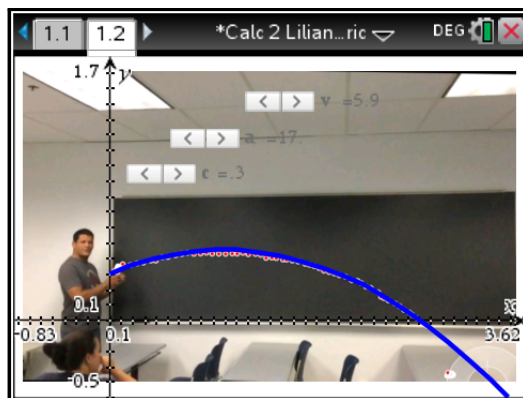 1.1 1.2 *Calc 2 Lilian...ric DEG
1.7 y
v =5.9
a =17.
c =.3
0.1 x
-0.83 0.1 3.62
-0.5